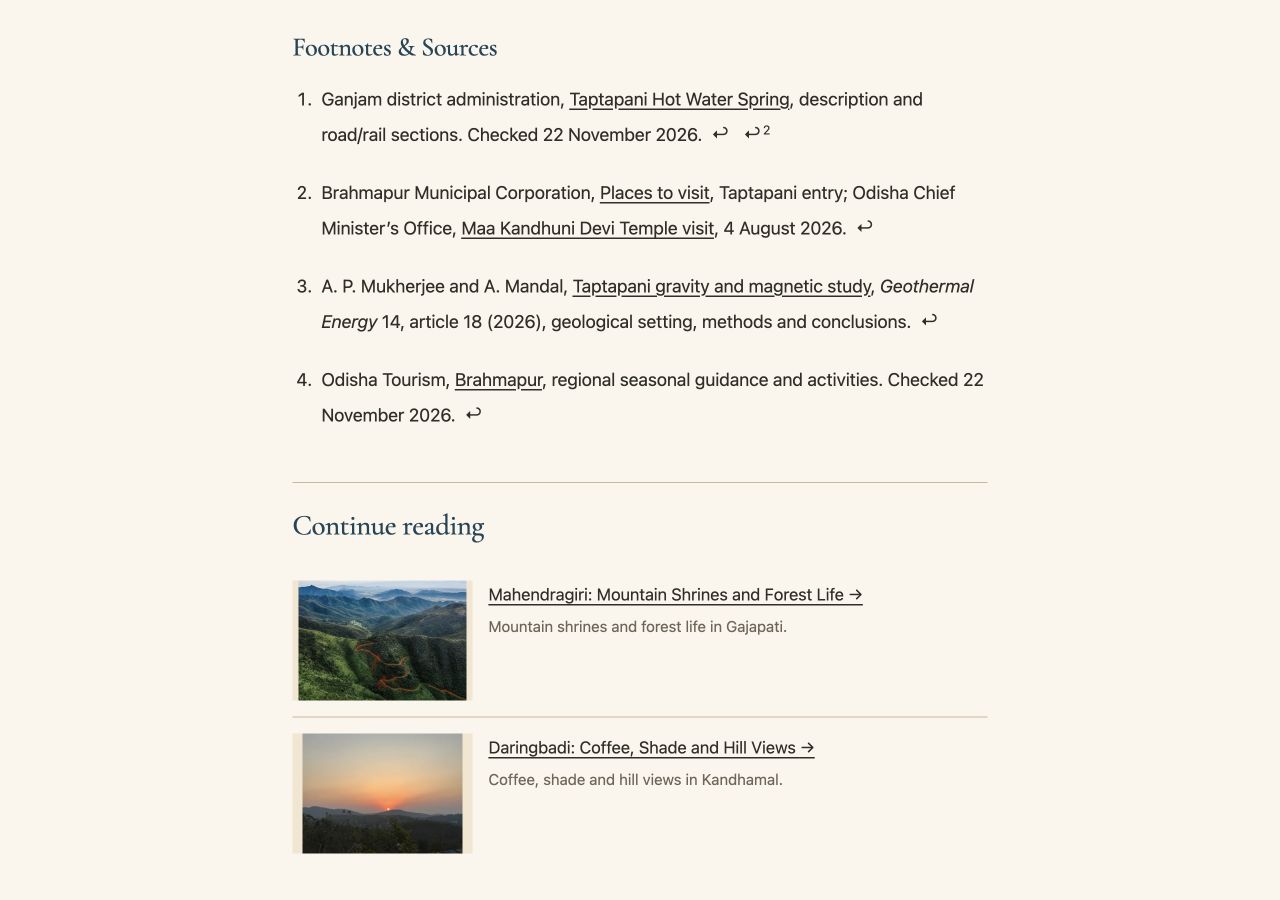 Footnotes & Sources
1. Ganjam district administration, Taptapani Hot Water Spring, description and
road/rail sections. Checked 22 November 2026. ↩ ↩2
2. Brahmapur Municipal Corporation, Places to visit, Taptapani entry; Odisha Chief
Minister’s Office, Maa Kandhuni Devi Temple visit, 4 August 2026. ↩
3. A. P. Mukherjee and A. Mandal, Taptapani gravity and magnetic study, Geothermal
Energy 14, article 18 (2026), geological setting, methods and conclusions. ↩
4. Odisha Tourism, Brahmapur, regional seasonal guidance and activities. Checked 22
November 2026. ↩
Continue reading
Mahendragiri: Mountain Shrines and Forest Life →
Mountain shrines and forest life in Gajapati.
Daringbadi: Coffee, Shade and Hill Views →
Coffee, shade and hill views in Kandhamal.